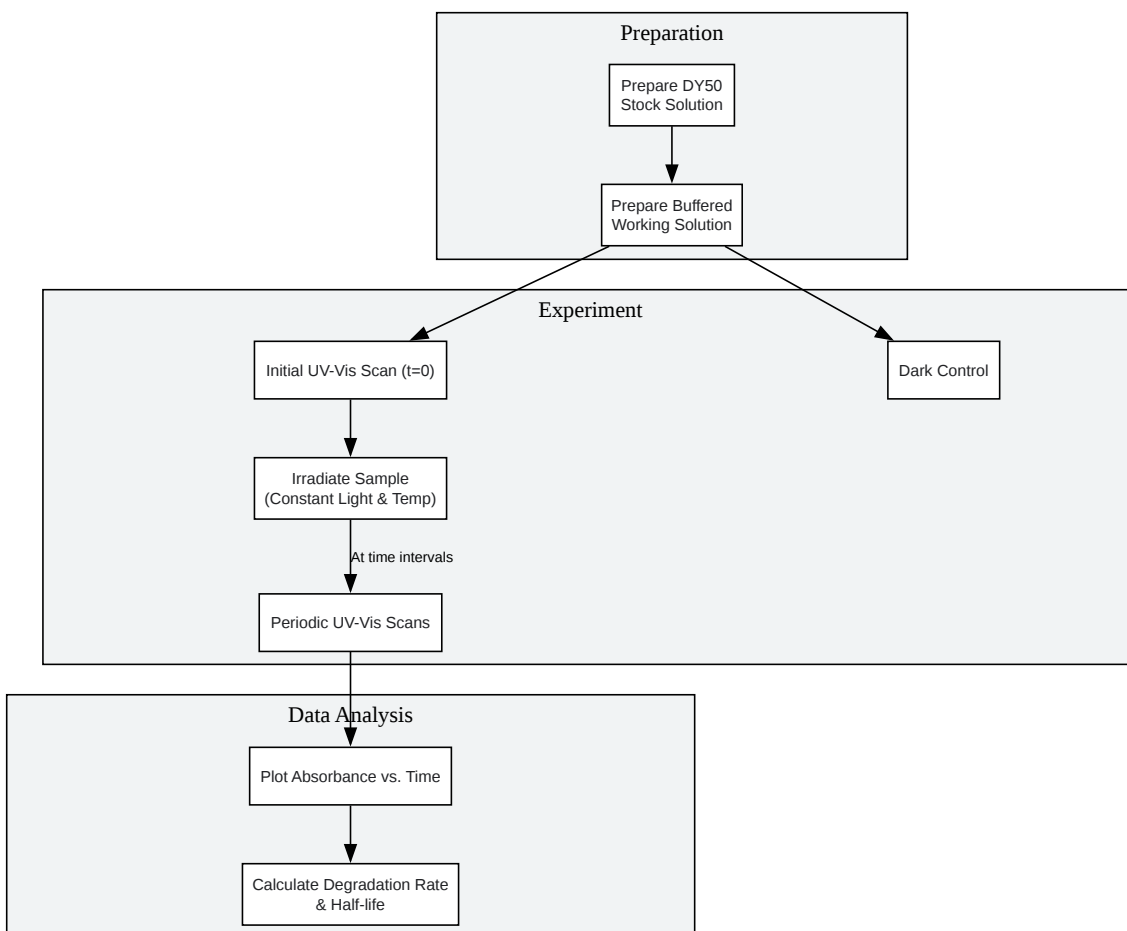 Preparation
Prepare DY50
Stock Solution
Prepare Buffered
Working Solution
Experiment
Initial UV-Vis Scan (t=0)
Dark Control
Irradiate Sample
(Constant Light & Temp)
At time intervals
Periodic UV-Vis Scans
Data Analysis
Plot Absorbance vs. Time
Calculate Degradation Rate
& Half-life